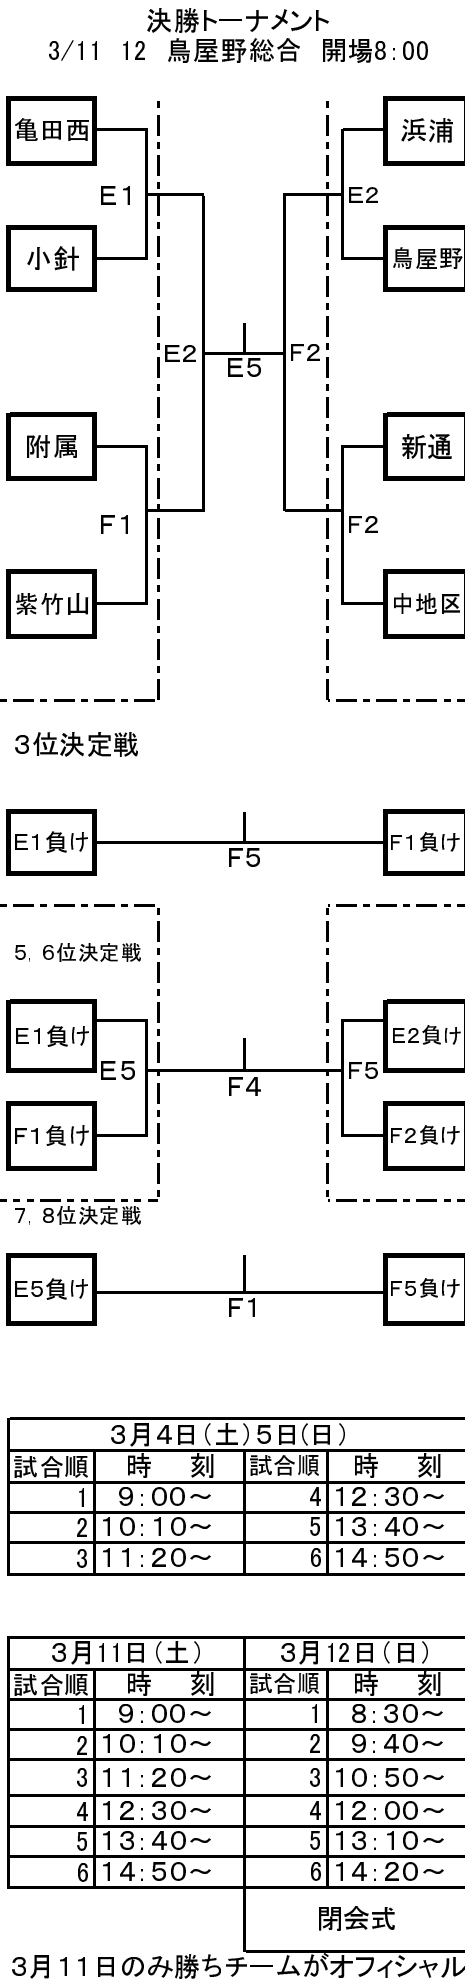 決勝トーナメント
3/11 12 鳥屋野総合 開場8:00
亀田西 浜浦
E1 E2
小針 鳥屋野
E2 F2
E5
附属 新通
F1 F2
紫竹山 中地区
3位決定戦
E1負け F1負け
F5
5, 6位決定戦
E1負け E2負け
E5 F5
F4
F1負け F2負け
7, 8位決定戦
E5負け F5負け
F1
3月4日(土)5日(日)
試合順 時 刻 試合順 時 刻
1 9:00～ 4 12:30～
2 10:10～ 5 13:40～
3 11:20～ 6 14:50～
3月11日(土) 3月12日(日)
試合順 時 刻 試合順 時 刻
1 9:00～ 1 8:30～
2 10:10～ 2 9:40～
3 11:20～ 3 10:50～
4 12:30～ 4 12:00～
5 13:40～ 5 13:10～
6 14:50～ 6 14:20～
閉会式
3月11日のみ勝ちチームがオフィシャル